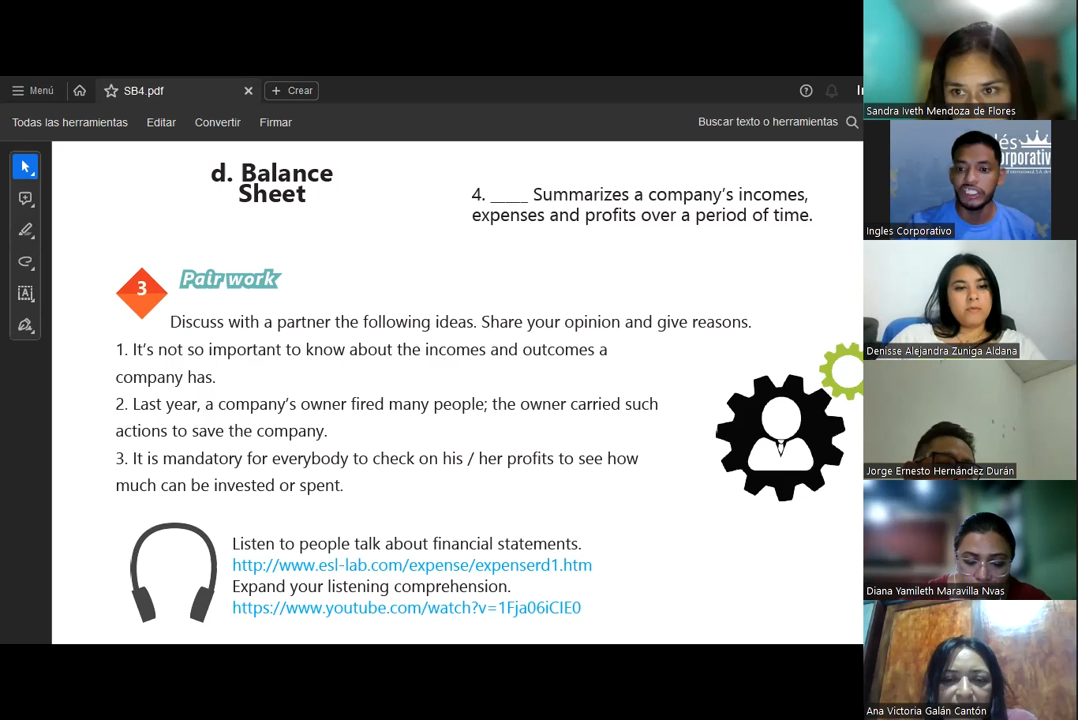 Menú
SB4.pdf
Crear
Todas las herramientas
Editar
Convertir
Firmar
Buscar texto o herramientas
d. Balance
Sheet
4. ____ Summarizes a company's incomes,
expenses and profits over a period of time.
3
Pair work
Discuss with a partner the following ideas. Share your opinion and give reasons.
1. It's not so important to know about the incomes and outcomes a
company has.
2. Last year, a company's owner fired many people; the owner carried such
actions to save the company.
3. It is mandatory for everybody to check on his / her profits to see how
much can be invested or spent.
Listen to people talk about financial statements.
http://www.esl-lab.com/expense/expenserd1.htm
Expand your listening comprehension.
https://www.youtube.com/watch?v=1Fja06iCIE0
Sandra Iveth Mendoza de Flores
Ingles Corporativo
Denisse Alejandra Zuniga Aldana
Jorge Ernesto Hernández Durán
Diana Yamileth Maravilla Nvas
Ana Victoria Galán Cantón